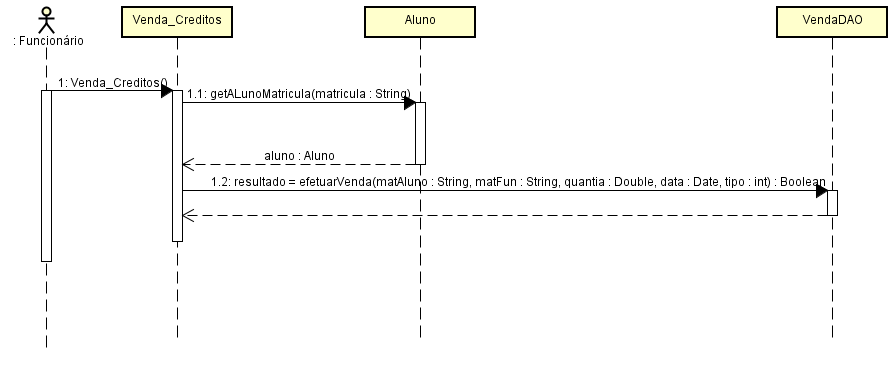 Venda_Creditos
Aluno
VendaDAO
: Funcionário
1: Venda_Creditos()
1.1: getALunoMatricula(matricula : String)
aluno : Aluno
1.2: resultado = efetuarVenda(matAluno : String, matFun : String, quantia : Double, data : Date, tipo : int) : Boolean